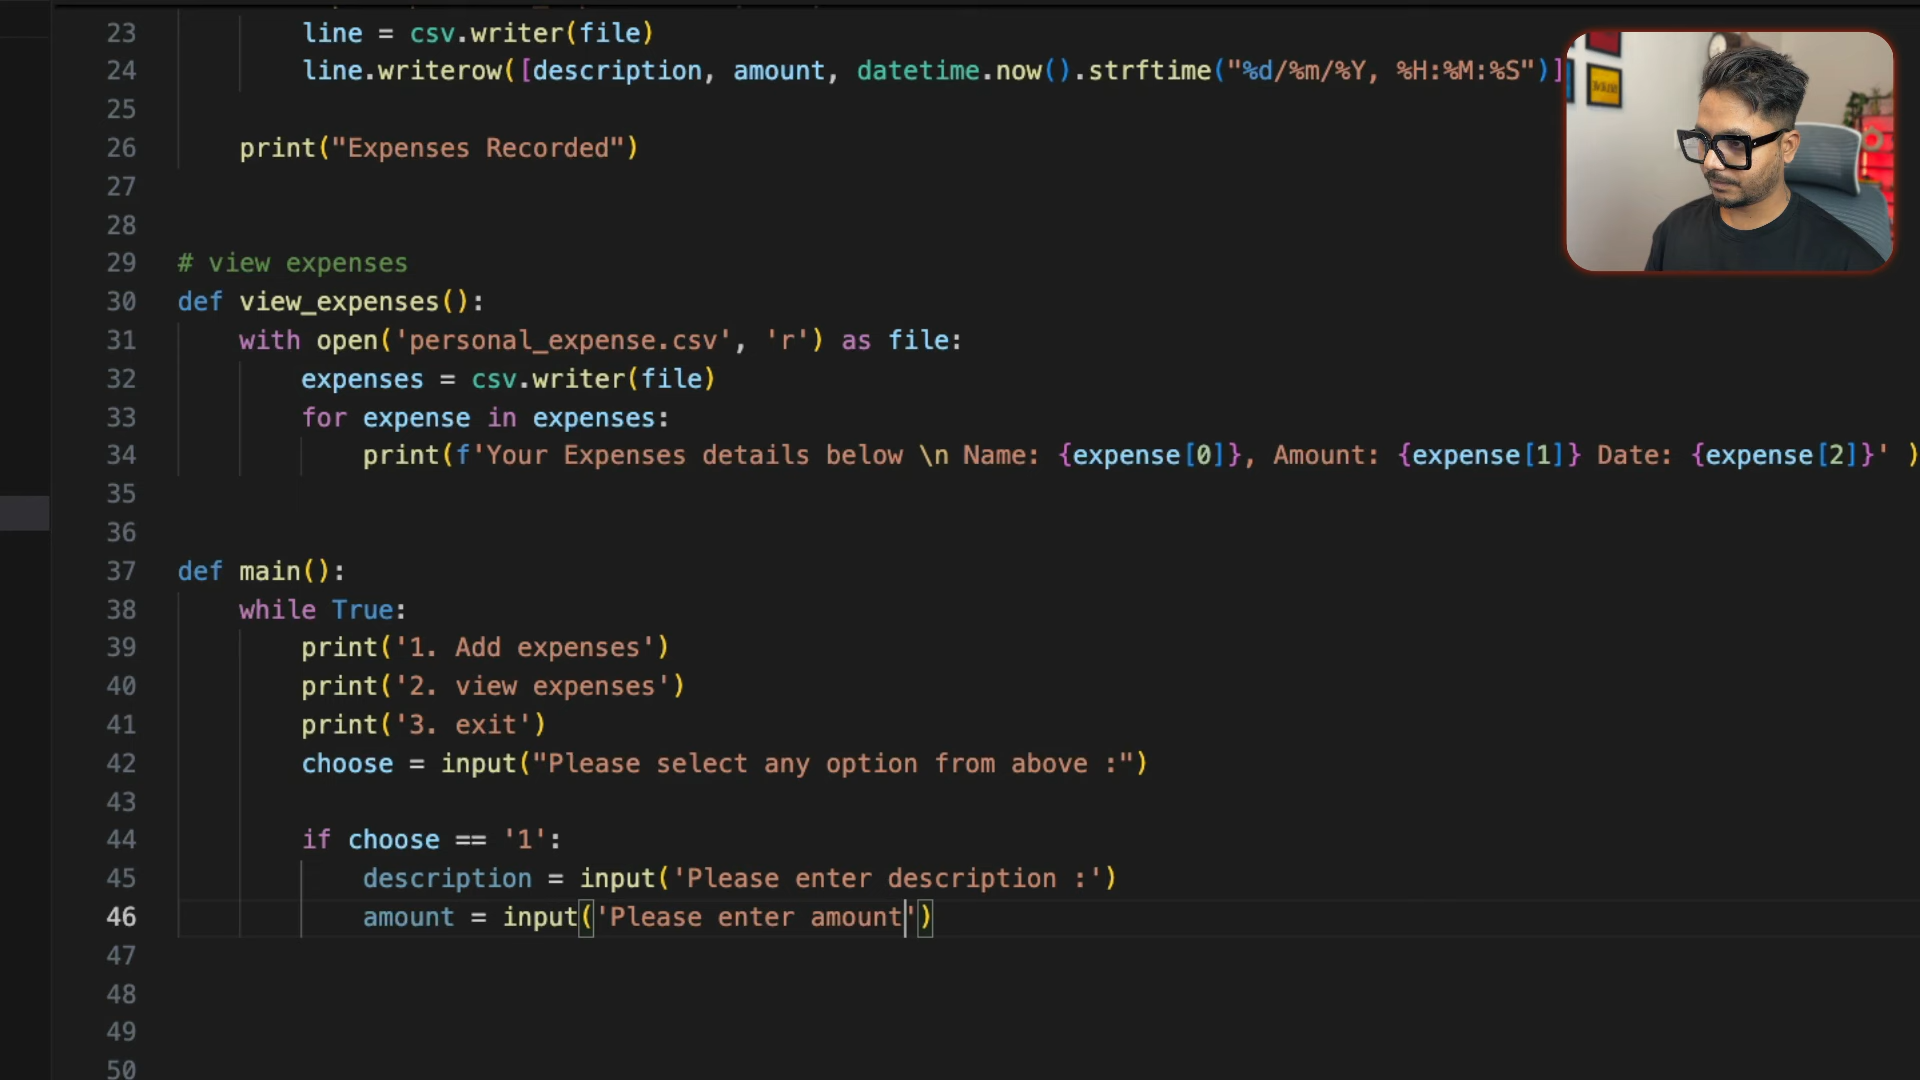 23 line = csv.writer(file)
24 line.writerow([description, amount, datetime.now().strftime("%d/%m/%Y, %H:%M:%S")]
25
26 print("Expenses Recorded")
27
28
29 # view expenses
30 def view_expenses():
31 with open('personal_expense.csv', 'r') as file:
32 expenses = csv.writer(file)
33 for expense in expenses:
34 print(f'Your Expenses details below \n Name: {expense[0]}, Amount: {expense[1]} Date: {expense[2]}' )
35
36
37 def main():
38 while True:
39 print('1. Add expenses')
40 print('2. view expenses')
41 print('3. exit')
42 choose = input("Please select any option from above :")
43
44 if choose == '1':
45 description = input('Please enter description :')
46 amount = input('Please enter amount')
47
48
49
50